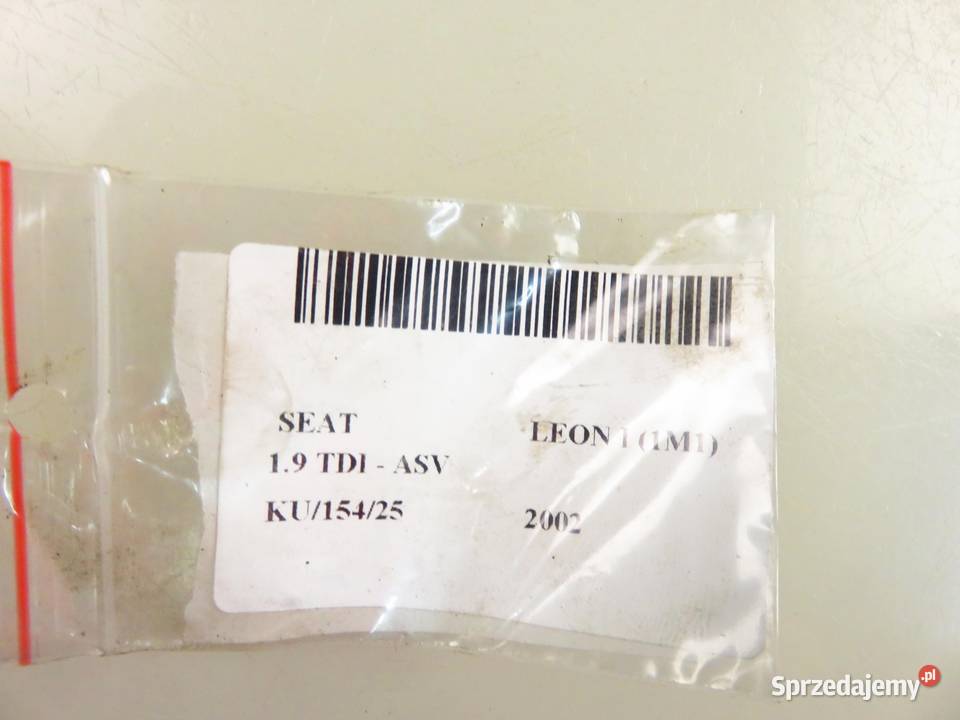 SEAT LEON I (1M1)
1.9 TDI - ASV
KU/154/25 2002
Sprzedajemy.pl